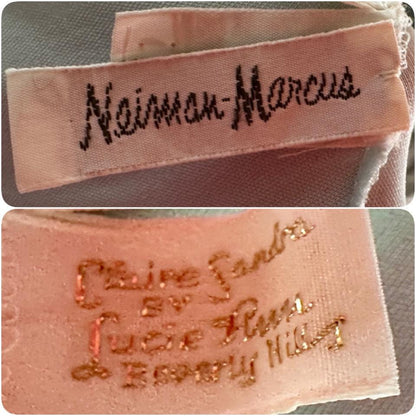 Neiman-Marcus
Claire Sandra
BY
Lucie Ann
of Beverly Hills